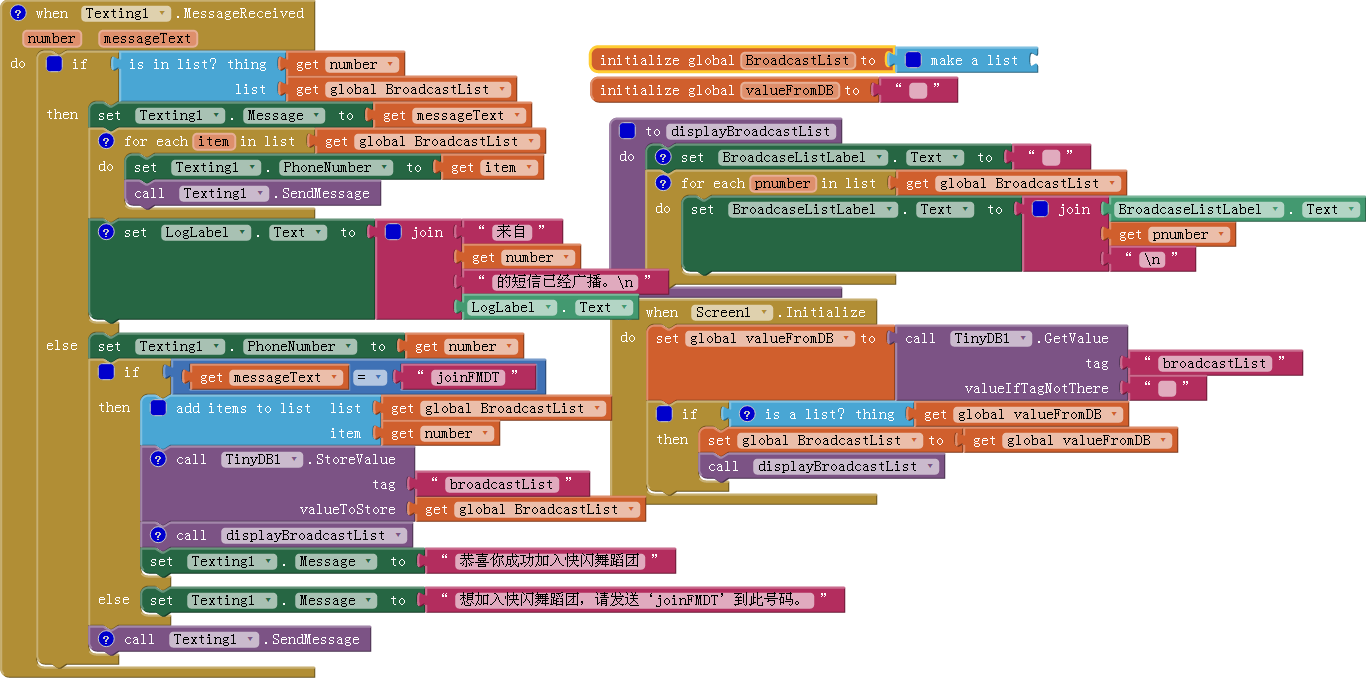 when Texting1 .MessageReceived
number messageText
do if is in list? thing get number
list get global BroadcastList
then set Texting1 . Message to get messageText
for each item in list get global BroadcastList
do set Texting1 . PhoneNumber to get item
call Texting1 .SendMessage
set LogLabel . Text to join “ 来自 ”
get number
“ 的短信已经广播。\n ”
LogLabel . Text
else set Texting1 . PhoneNumber to get number
if get messageText = “ joinFMDT ”
then add items to list list get global BroadcastList
item get number
call TinyDB1 .StoreValue
tag “ broadcastList ”
valueToStore get global BroadcastList
call displayBroadcastList
set Texting1 . Message to “ 恭喜你成功加入快闪舞蹈团 ”
else set Texting1 . Message to “ 想加入快闪舞蹈团，请发送‘joinFMDT’到此号码。 ”
call Texting1 .SendMessage
initialize global BroadcastList to make a list
initialize global valueFromDB to “ ”
to displayBroadcastList
do set BroadcaseListLabel . Text to “ ”
for each pnumber in list get global BroadcastList
do set BroadcaseListLabel . Text to join BroadcaseListLabel . Text
get pnumber
“ \n ”
when Screen1 .Initialize
do set global valueFromDB to call TinyDB1 .GetValue
tag “ broadcastList ”
valueIfTagNotThere “ ”
if is a list? thing get global valueFromDB
then set global BroadcastList to get global valueFromDB
call displayBroadcastList